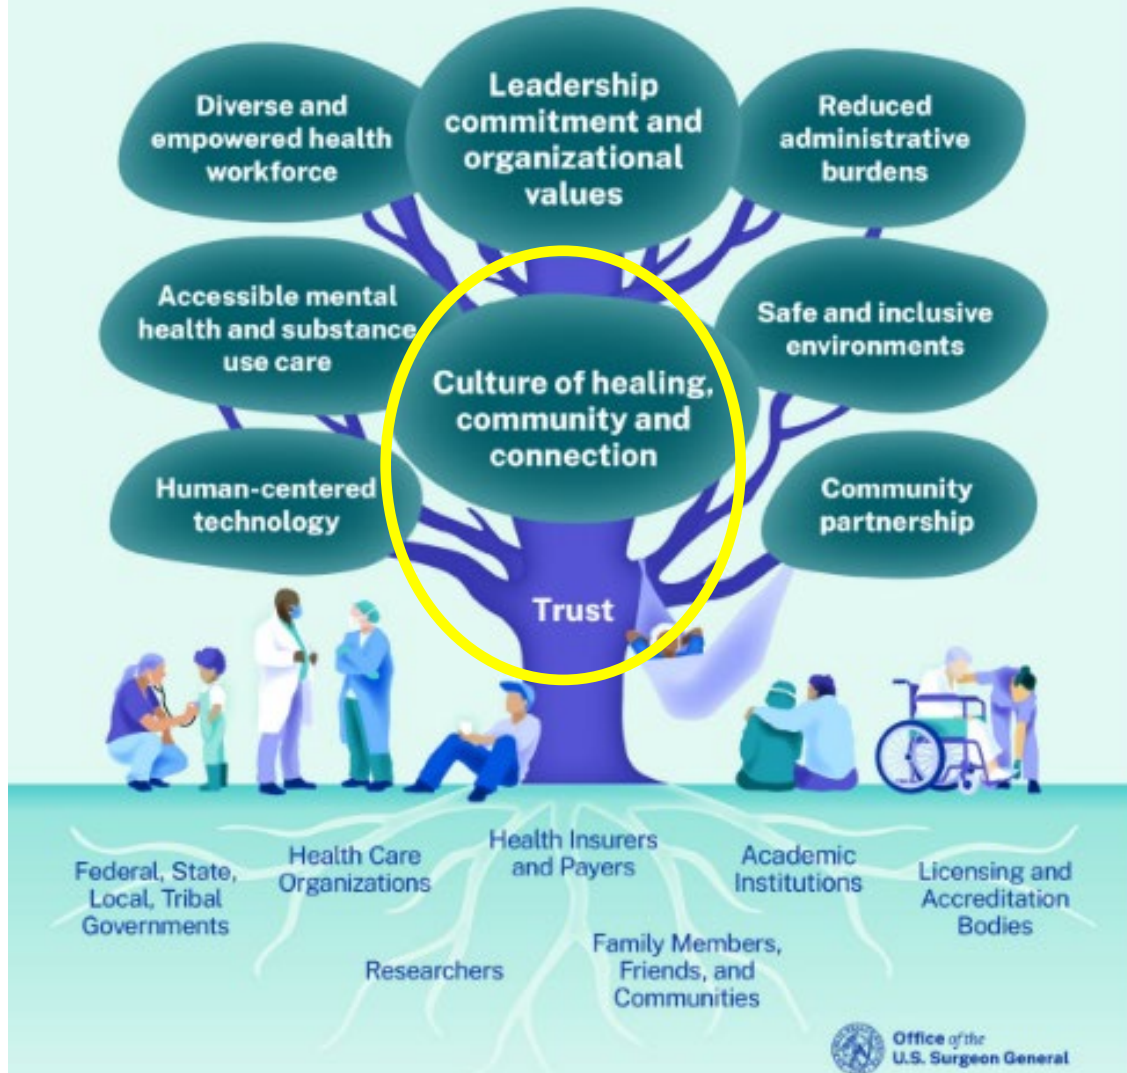 Diverse and
empowered health
workforce
Leadership
commitment and
organizational
values
Reduced
administrative
burdens
Accessible mental
health and substance
use care
Culture of healing,
community and
connection
Safe and inclusive
environments
Human-centered
technology
Community
partnership
Trust
Federal, State,
Local, Tribal
Governments
Health Care
Organizations
Health Insurers
and Payers
Academic
Institutions
Licensing and
Accreditation
Bodies
Researchers
Family Members,
Friends, and
Communities
Office of the
U.S. Surgeon General